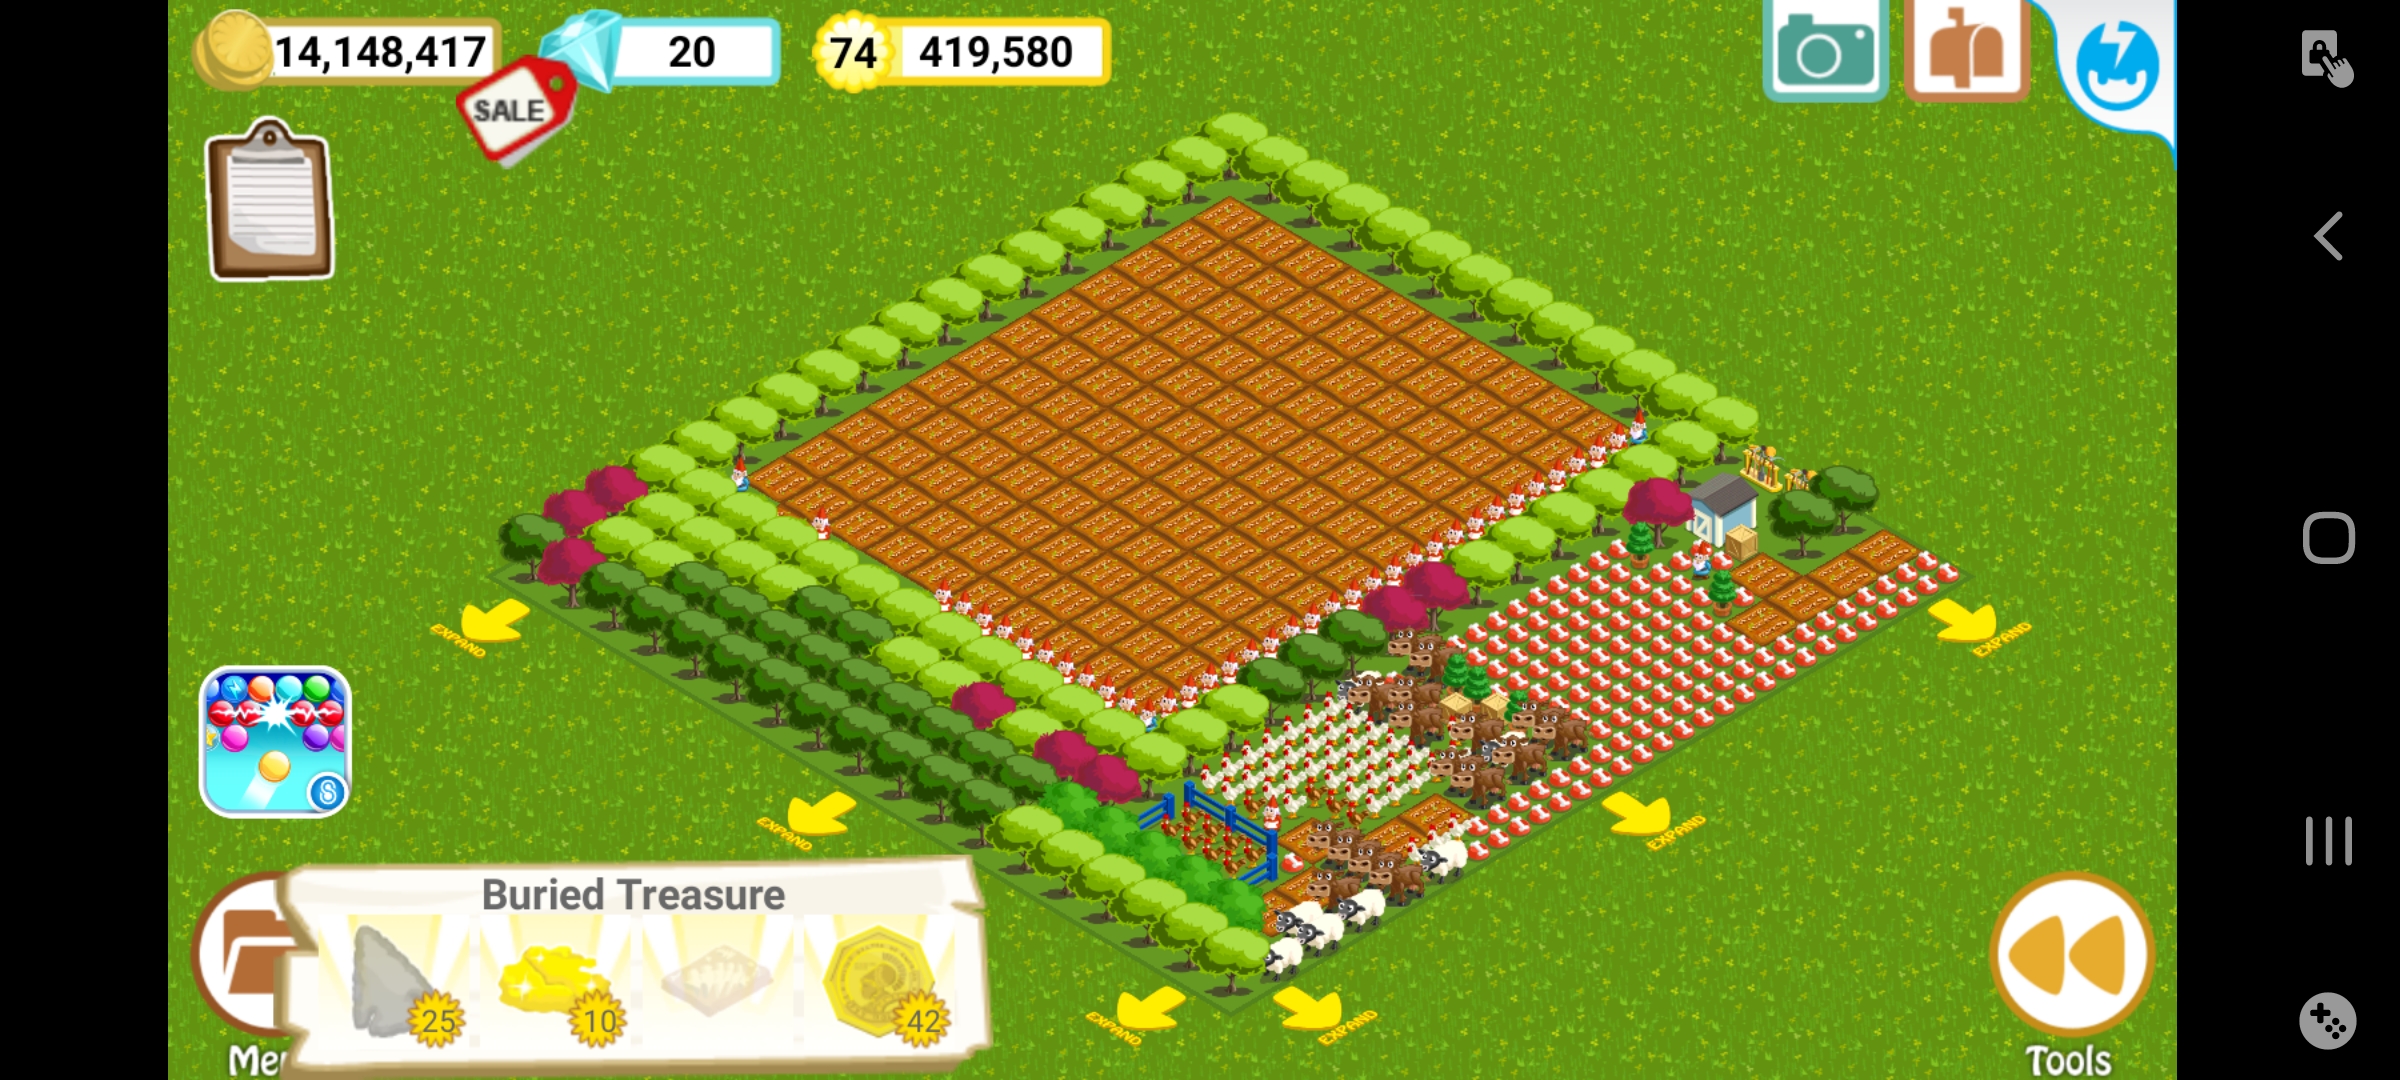 14,148,417
20
74
419,580
SALE
EXPAND
EXPAND
EXPAND
EXPAND
EXPAND
EXPAND
Buried Treasure
25
10
42
Me
Tools